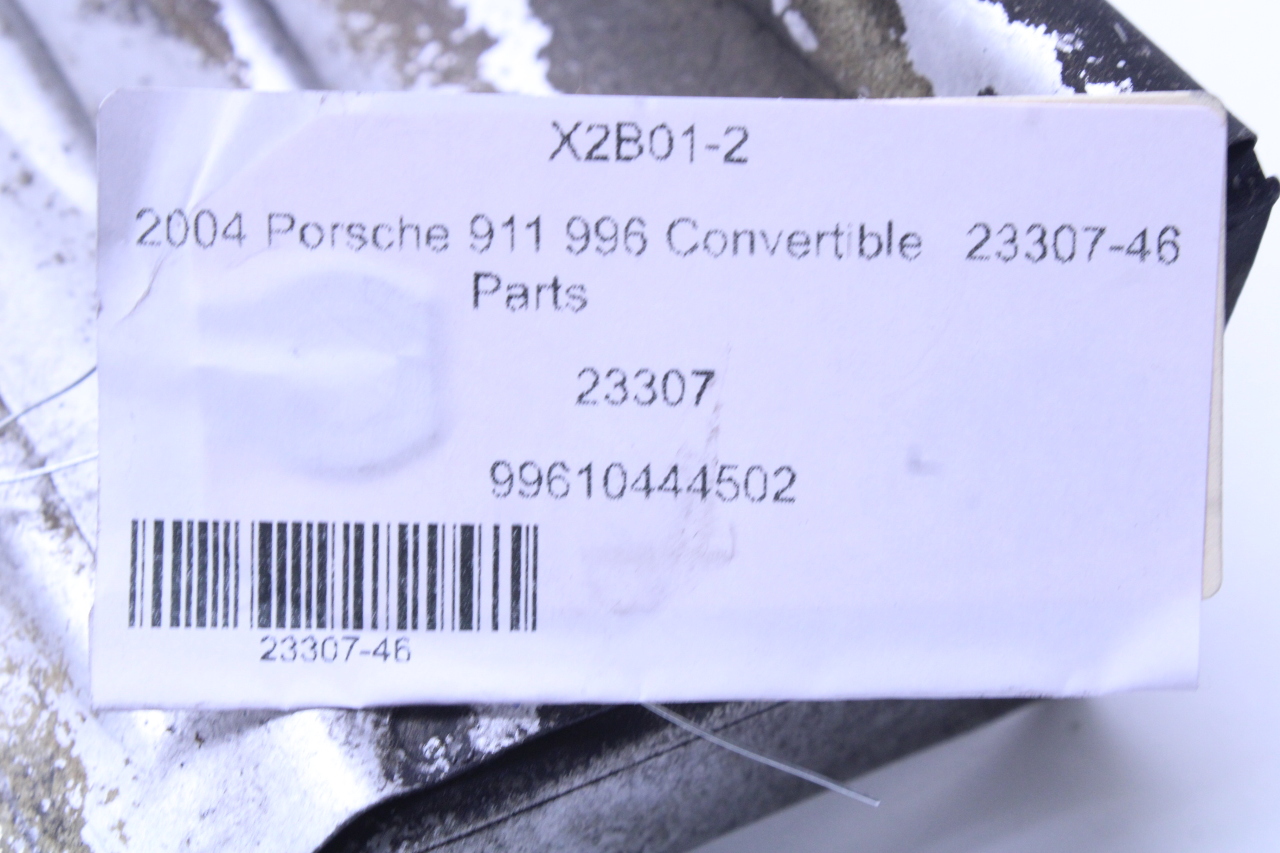 X2B01-2
2004 Porsche 911 996 Convertible 23307-46
Parts
23307
99610444502
23307-46